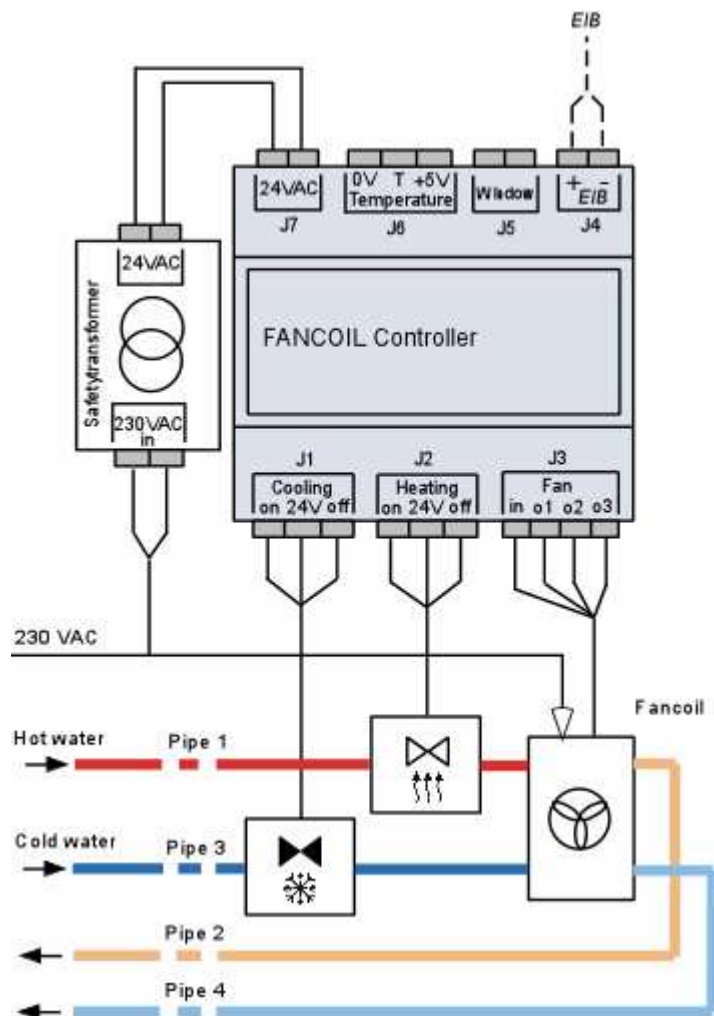 EIB
24VAC
0V T +5V
Temperature
Window
+ -
EIB
J7
J6
J5
J4
24VAC
Safetytransformer
230VAC
in
FANCOIL Controller
J1
J2
J3
Cooling
on 24V off
Heating
on 24V off
Fan
in o1 o2 o3
230 VAC
Fancoil
Hot water
Pipe 1
Cold water
Pipe 3
Pipe 2
Pipe 4